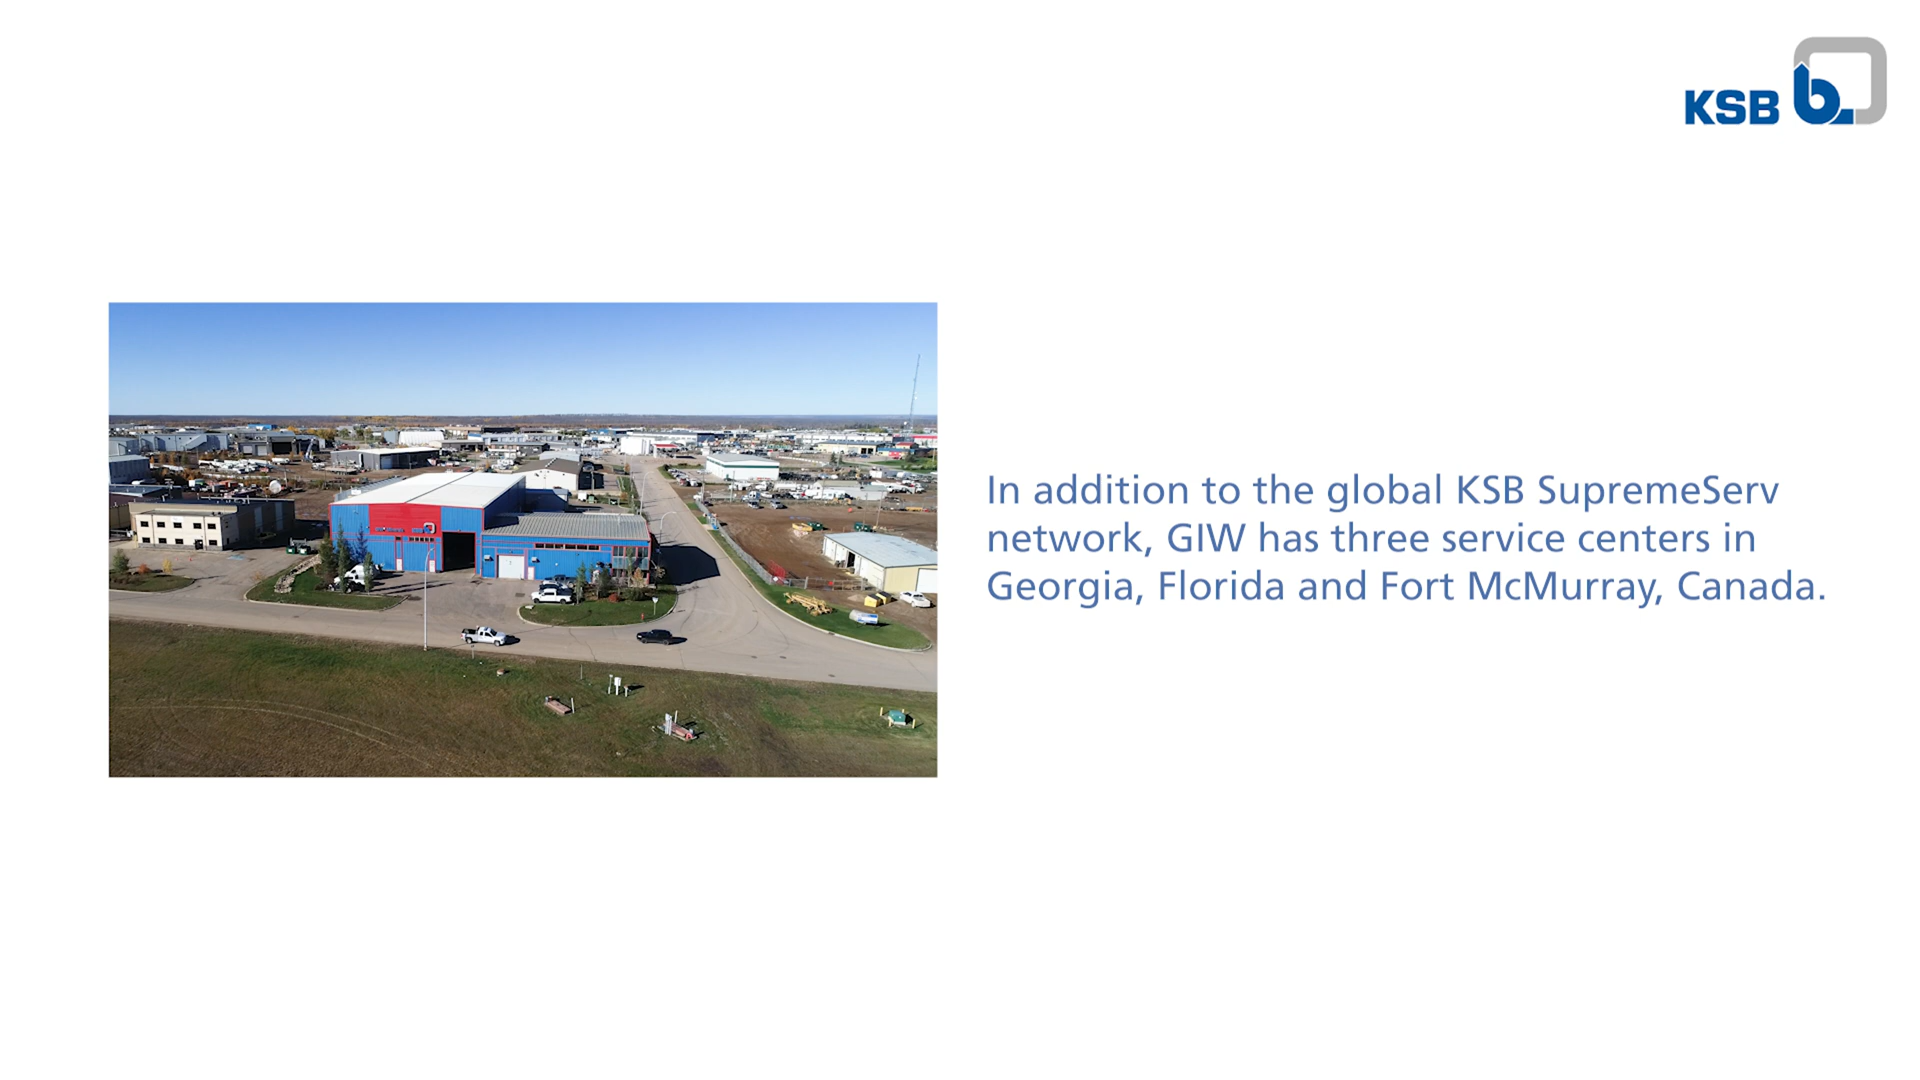 KSB
In addition to the global KSB SupremeServ
network, GIW has three service centers in
Georgia, Florida and Fort McMurray, Canada.